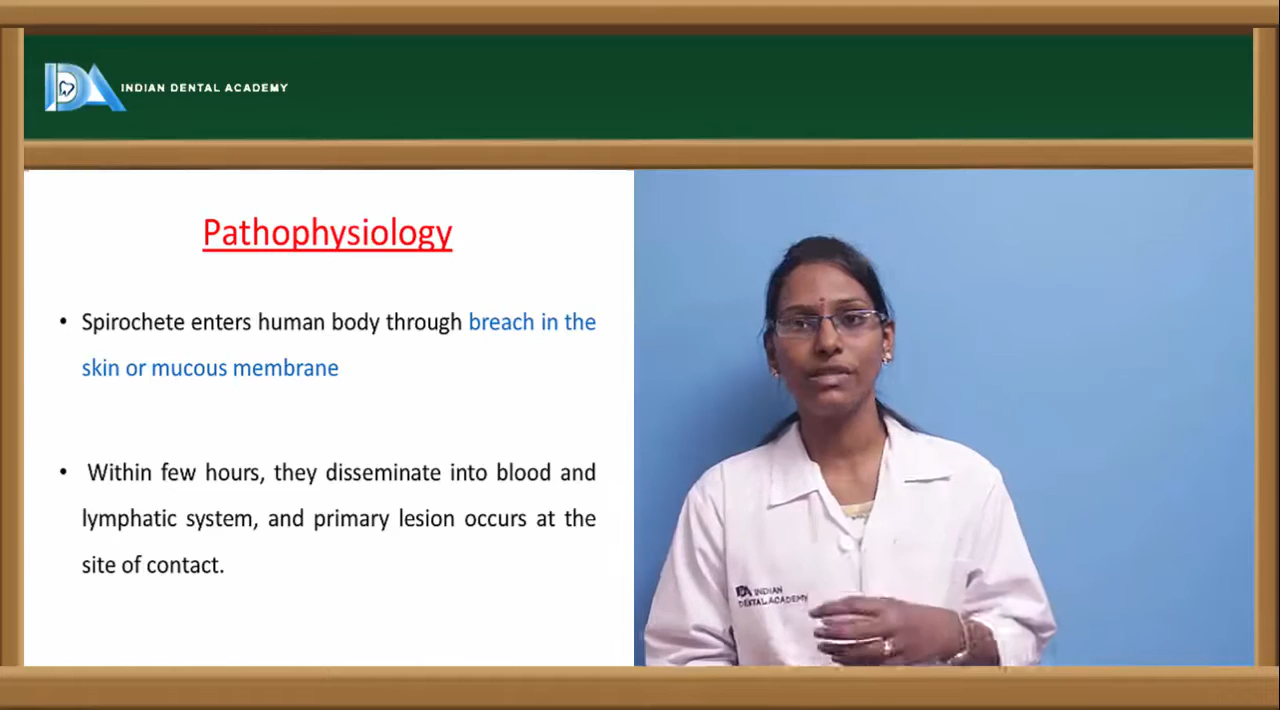 INDIAN DENTAL ACADEMY
Pathophysiology
• Spirochete enters human body through breach in the
skin or mucous membrane
• Within few hours, they disseminate into blood and
lymphatic system, and primary lesion occurs at the
site of contact.
IDA INDIAN
DENTAL ACADEMY